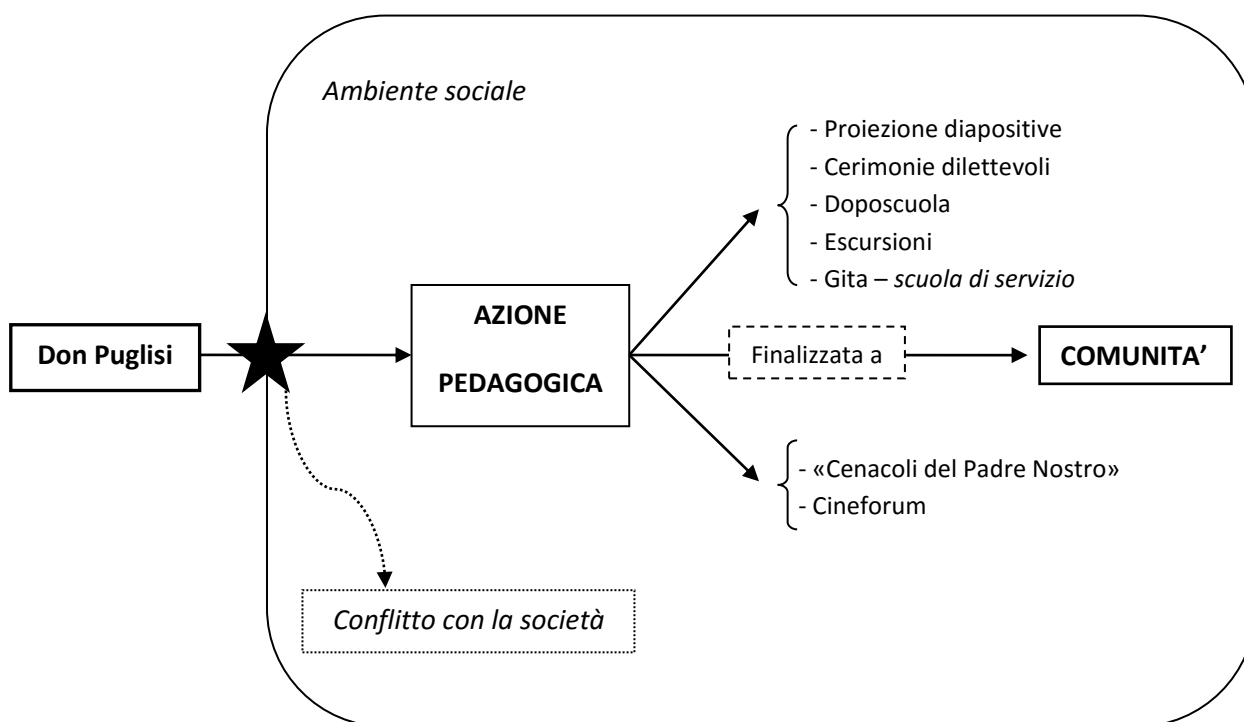 Ambiente sociale
- Proiezione diapositive
- Cerimonie dilettevoli
- Doposcuola
- Escursioni
- Gita – scuola di servizio
Don Puglisi
AZIONE
PEDAGOGICA
Finalizzata a
COMUNITA’
- «Cenacoli del Padre Nostro»
- Cineforum
Conflitto con la società